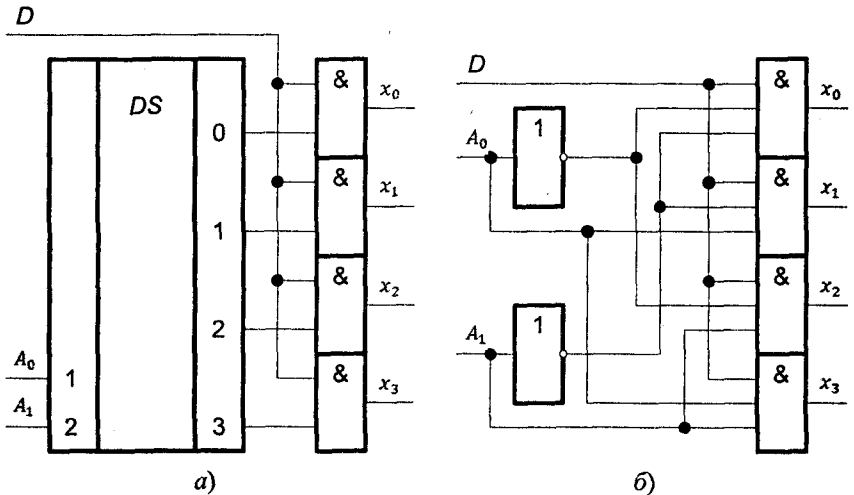 D
DS
0
1
2
3
A₀
1
A₁
2
&
x₀
&
x₁
&
x₂
&
x₃
а)
D
A₀
1
A₁
1
&
x₀
&
x₁
&
x₂
&
x₃
б)